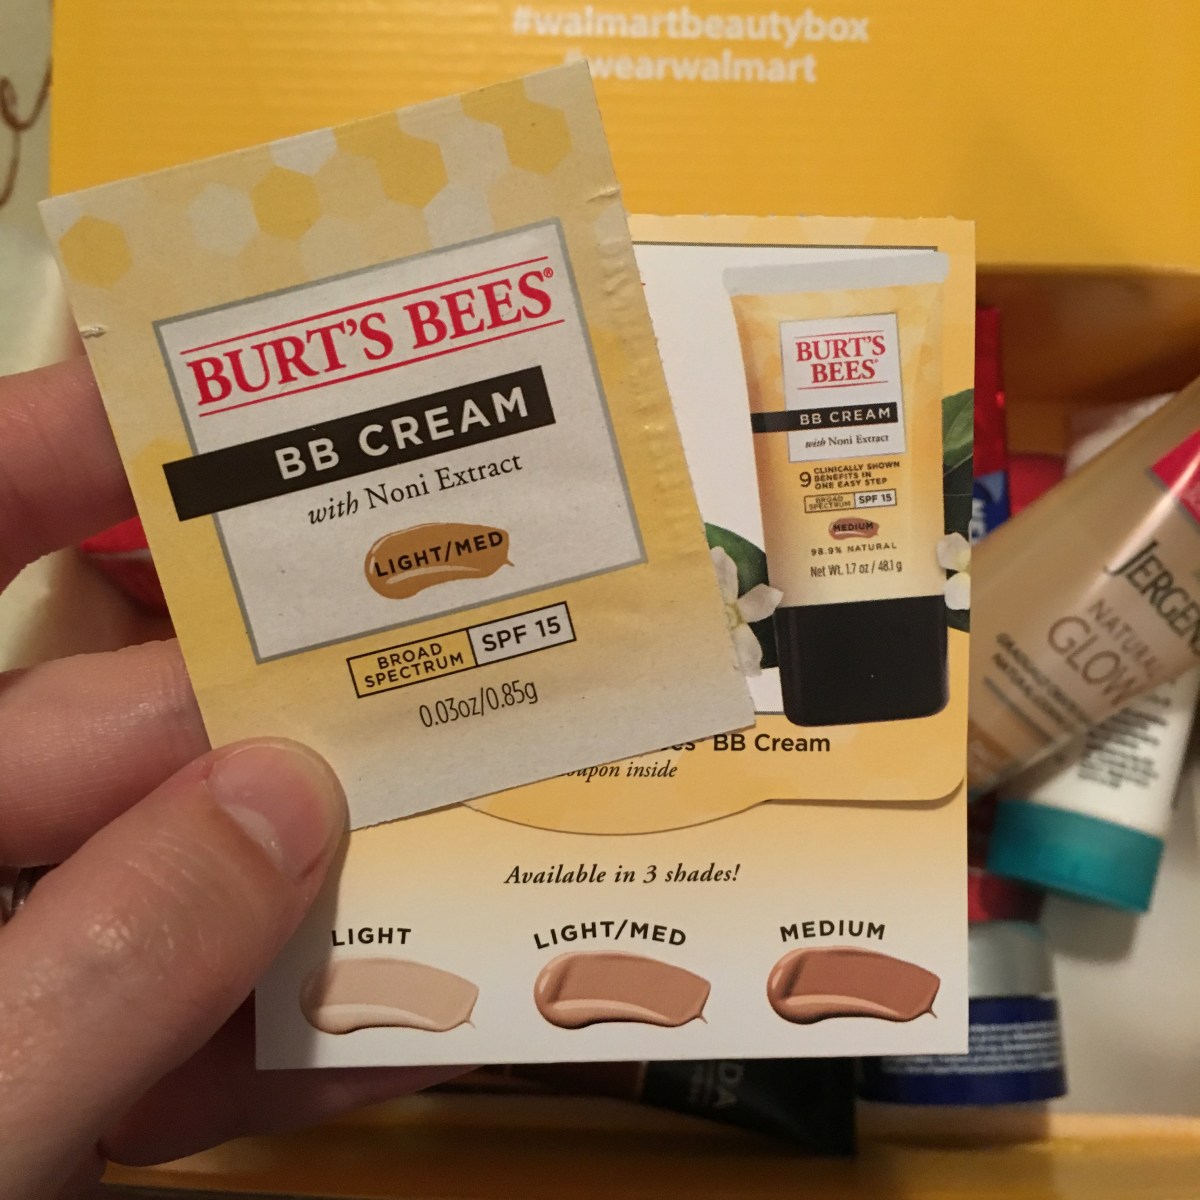 #walmartbeautybox
#wearwalmart
BURT'S BEES®
BB CREAM
with Noni Extract
LIGHT/MED
BROAD
SPECTRUM
SPF 15
0.03oz/0.85g
BURT'S
BEES®
BB CREAM
with Noni Extract
9 CLINICALLY SHOWN
BENEFITS IN
ONE EASY STEP
BROAD
SPECTRUM
SPF 15
MEDIUM
98.9% NATURAL
Net Wt. 1.7 oz / 48.1 g
BB Cream
inside
Available in 3 shades!
LIGHT
LIGHT/MED
MEDIUM
JERGENS
NATURAL
GLOW